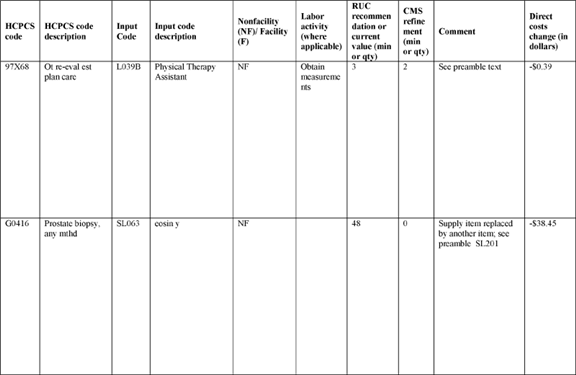 HCPCS code
HCPCS code description
Input Code
Input code description
Nonfacility (NF)/ Facility (F)
Labor activity (where applicable)
RUC recommen dation or current value (min or qty)
CMS refine ment (min or qty)
Comment
Direct costs change (in dollars)
97X68
Ot re-eval est plan care
L039B
Physical Therapy Assistant
NF
Obtain measureme nts
3
2
See preamble text
-$0.39
G0416
Prostate biopsy, any mthd
SL063
eosin y
NF
48
0
Supply item replaced by another item; see preamble SL201
-$38.45